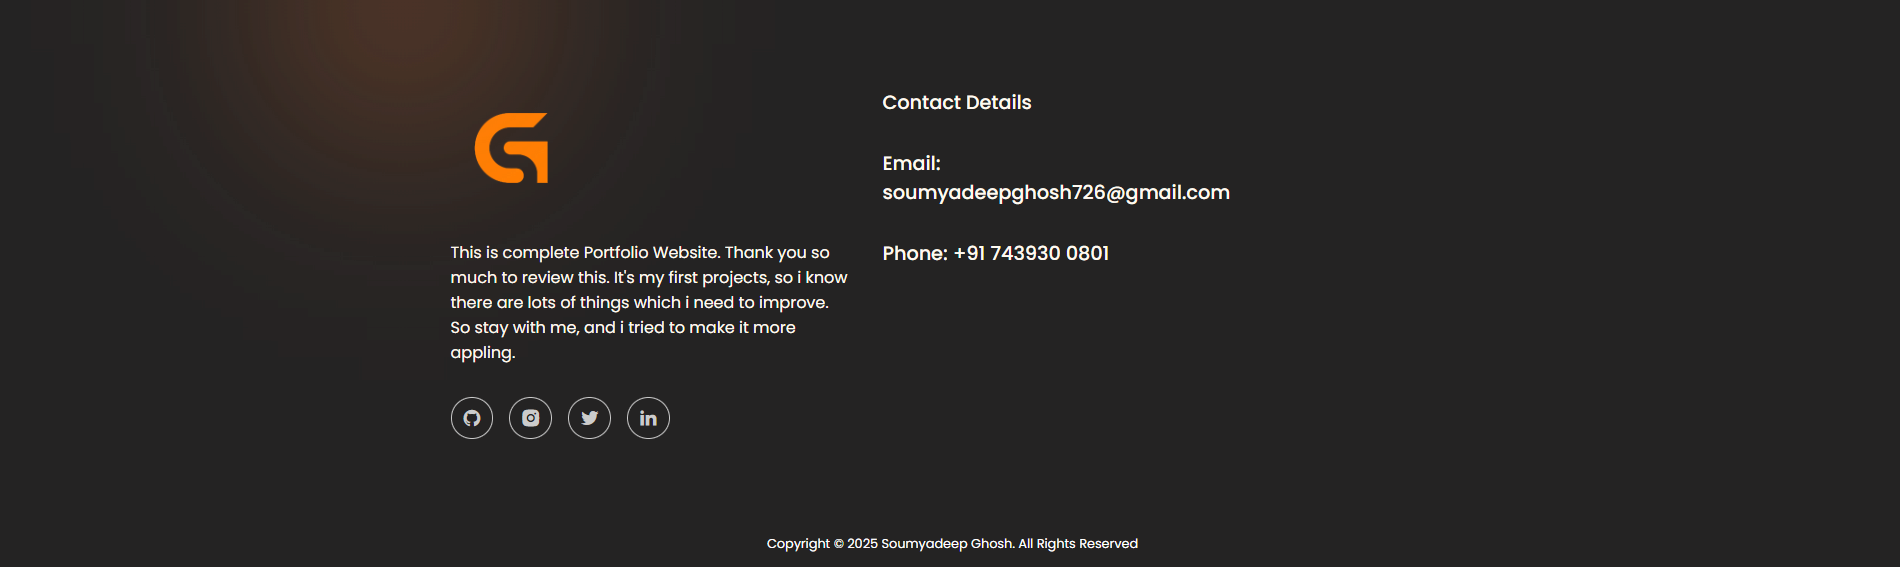 This is complete Portfolio Website. Thank you so
much to review this. It's my first projects, so i know
there are lots of things which i need to improve.
So stay with me, and i tried to make it more
appling.
Contact Details
Email:
soumyadeepghosh726@gmail.com
Phone: +91 743930 0801
Copyright © 2025 Soumyadeep Ghosh. All Rights Reserved